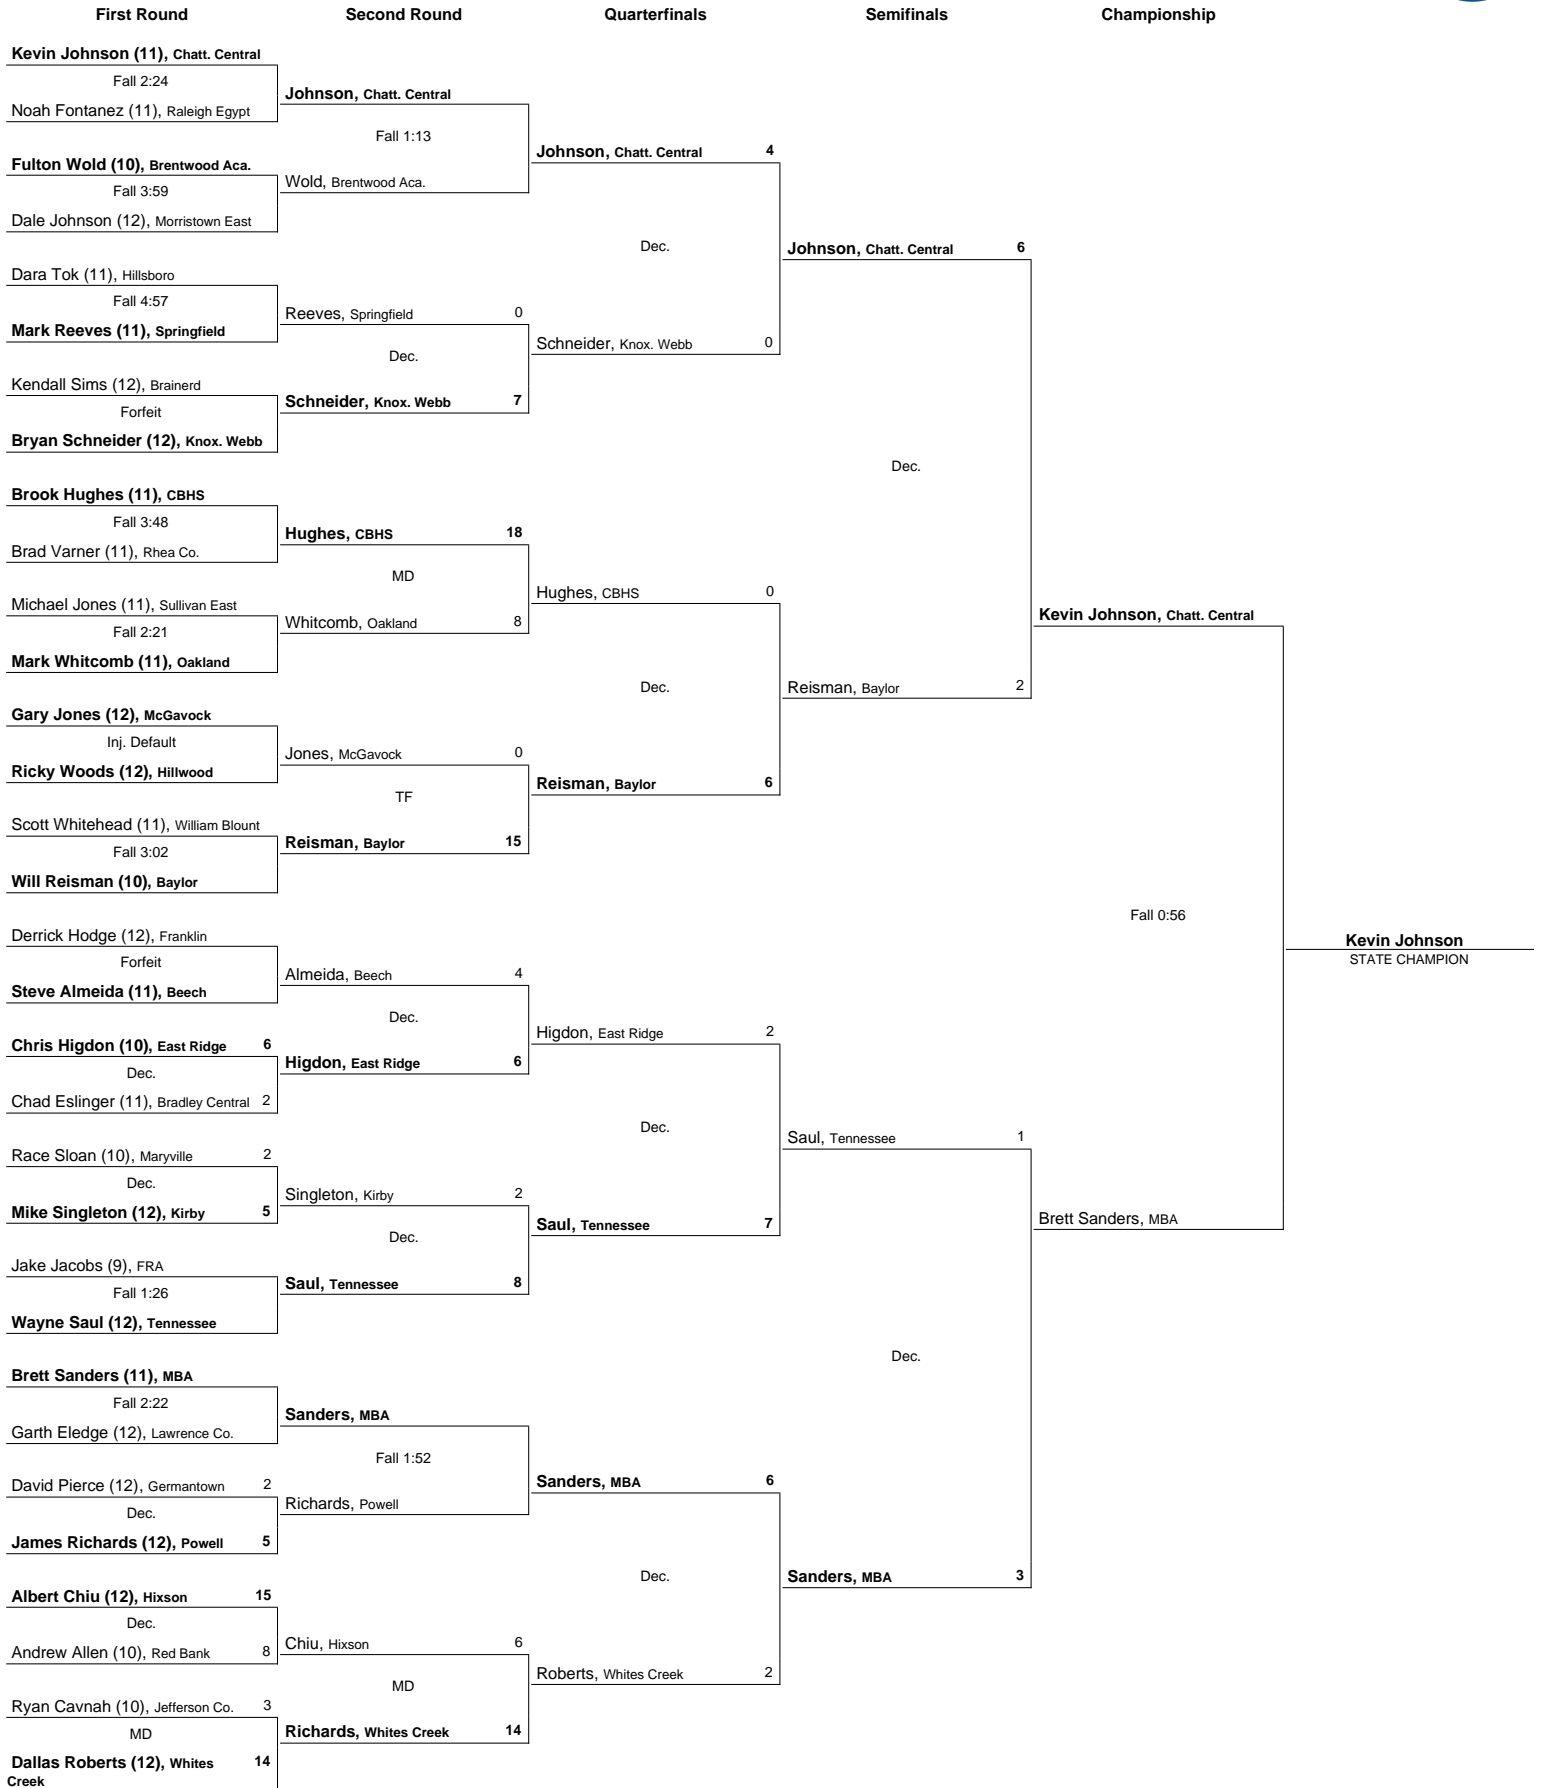 First Round
Second Round
Quarterfinals
Semifinals
Championship
Kevin Johnson (11), Chatt. Central
Fall 2:24
Noah Fontanez (11), Raleigh Egypt
Fulton Wold (10), Brentwood Aca.
Fall 3:59
Dale Johnson (12), Morristown East
Dara Tok (11), Hillsboro
Fall 4:57
Mark Reeves (11), Springfield
Kendall Sims (12), Brainerd
Forfeit
Bryan Schneider (12), Knox. Webb
Brook Hughes (11), CBHS
Fall 3:48
Brad Varner (11), Rhea Co.
Michael Jones (11), Sullivan East
Fall 2:21
Mark Whitcomb (11), Oakland
Gary Jones (12), McGavock
Inj. Default
Ricky Woods (12), Hillwood
Scott Whitehead (11), William Blount
Fall 3:02
Will Reisman (10), Baylor
Derrick Hodge (12), Franklin
Forfeit
Steve Almeida (11), Beech
Chris Higdon (10), East Ridge 6
Dec.
Chad Eslinger (11), Bradley Central 2
Race Sloan (10), Maryville 2
Dec.
Mike Singleton (12), Kirby 5
Jake Jacobs (9), FRA
Fall 1:26
Wayne Saul (12), Tennessee
Brett Sanders (11), MBA
Fall 2:22
Garth Eledge (12), Lawrence Co.
David Pierce (12), Germantown 2
Dec.
James Richards (12), Powell 5
Albert Chiu (12), Hixson 15
Dec.
Andrew Allen (10), Red Bank 8
Ryan Cavnah (10), Jefferson Co. 3
MD
Dallas Roberts (12), Whites 14
Creek
Johnson, Chatt. Central
Fall 1:13
Wold, Brentwood Aca.
Reeves, Springfield 0
Dec.
Schneider, Knox. Webb 7
Hughes, CBHS 18
MD
Whitcomb, Oakland 8
Jones, McGavock 0
TF
Reisman, Baylor 15
Almeida, Beech 4
Dec.
Higdon, East Ridge 6
Singleton, Kirby 2
Dec.
Saul, Tennessee 8
Sanders, MBA
Fall 1:52
Richards, Powell
Chiu, Hixson 6
MD
Richards, Whites Creek 14
Johnson, Chatt. Central 4
Dec.
Schneider, Knox. Webb 0
Hughes, CBHS 0
Dec.
Reisman, Baylor 6
Higdon, East Ridge 2
Dec.
Saul, Tennessee 7
Sanders, MBA 6
Dec.
Roberts, Whites Creek 2
Johnson, Chatt. Central 6
Dec.
Reisman, Baylor 2
Saul, Tennessee 1
Dec.
Sanders, MBA 3
Kevin Johnson, Chatt. Central
Fall 0:56
Brett Sanders, MBA
Kevin Johnson
STATE CHAMPION